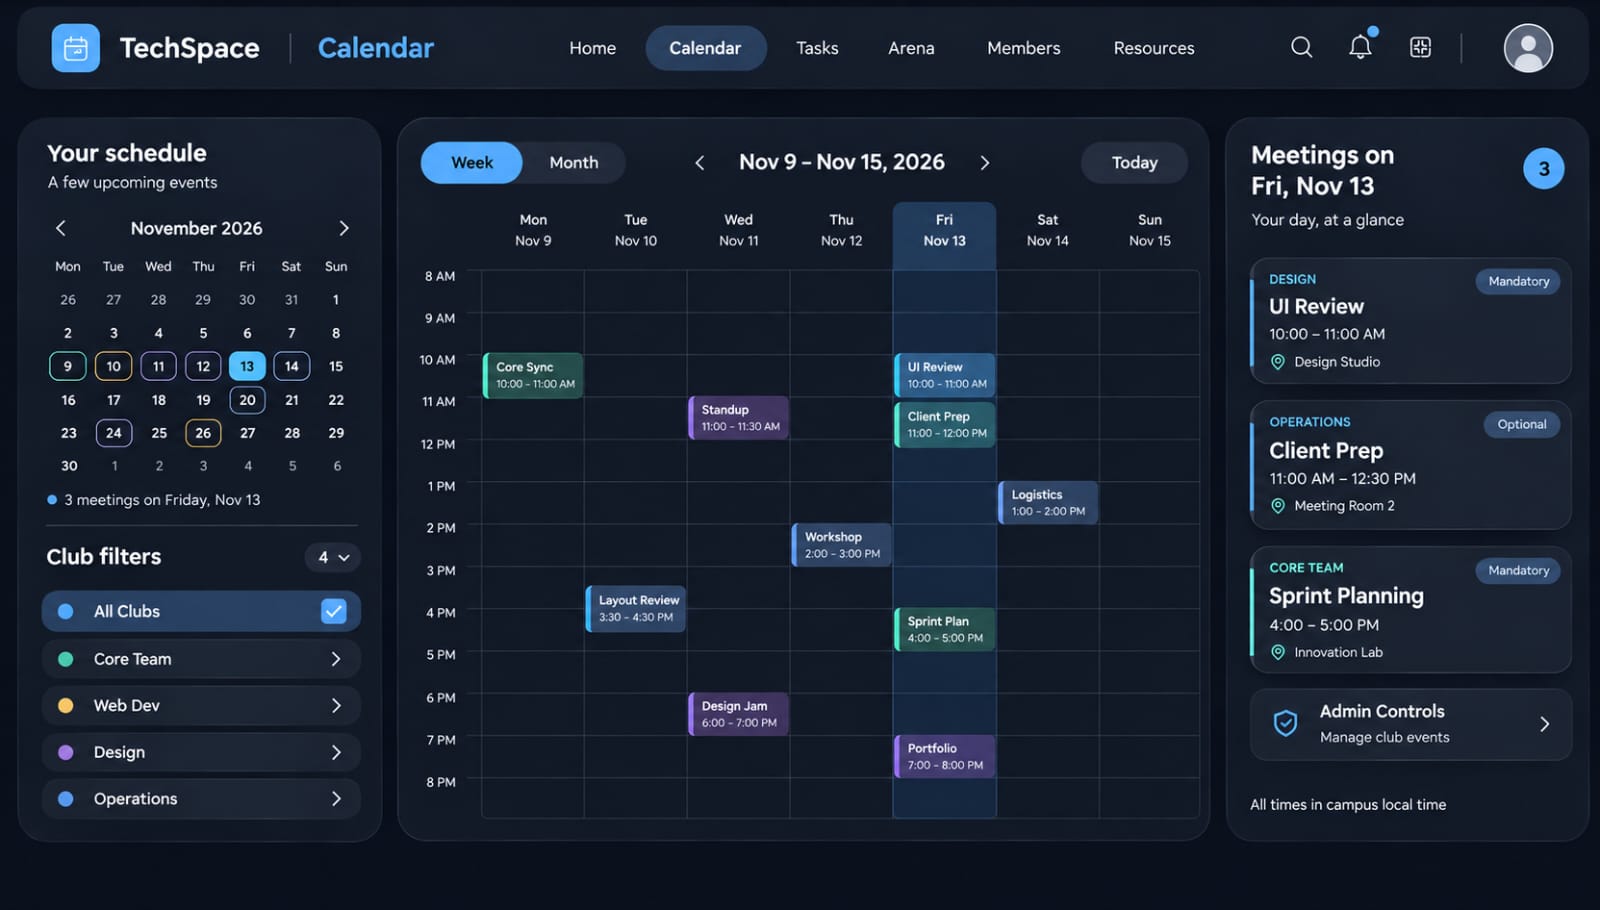 TechSpace
Calendar
Home
Calendar
Tasks
Arena
Members
Resources
Your schedule
A few upcoming events
November 2026
Mon Tue Wed Thu Fri Sat Sun
26 27 28 29 30 31 1
2 3 4 5 6 7 8
9 10 11 12 13 14 15
16 17 18 19 20 21 22
23 24 25 26 27 28 29
30 1 2 3 4 5 6
3 meetings on Friday, Nov 13
Club filters
4
All Clubs
Core Team
Web Dev
Design
Operations
Week
Month
Nov 9 – Nov 15, 2026
Today
Mon Tue Wed Thu Fri Sat Sun
Nov 9 Nov 10 Nov 11 Nov 12 Nov 13 Nov 14 Nov 15
8 AM
9 AM
10 AM
11 AM
12 PM
1 PM
2 PM
3 PM
4 PM
5 PM
6 PM
7 PM
8 PM
Core Sync
10:00 – 11:00 AM
Layout Review
3:30 – 4:30 PM
Standup
11:00 – 11:30 AM
Design Jam
6:00 – 7:00 PM
Workshop
2:00 – 3:00 PM
UI Review
10:00 – 11:00 AM
Client Prep
11:00 – 12:00 PM
Sprint Plan
4:00 – 5:00 PM
Portfolio
7:00 – 8:00 PM
Logistics
1:00 – 2:00 PM
Meetings on
Fri, Nov 13
3
Your day, at a glance
DESIGN
Mandatory
UI Review
10:00 – 11:00 AM
Design Studio
OPERATIONS
Optional
Client Prep
11:00 AM – 12:30 PM
Meeting Room 2
CORE TEAM
Mandatory
Sprint Planning
4:00 – 5:00 PM
Innovation Lab
Admin Controls
Manage club events
All times in campus local time